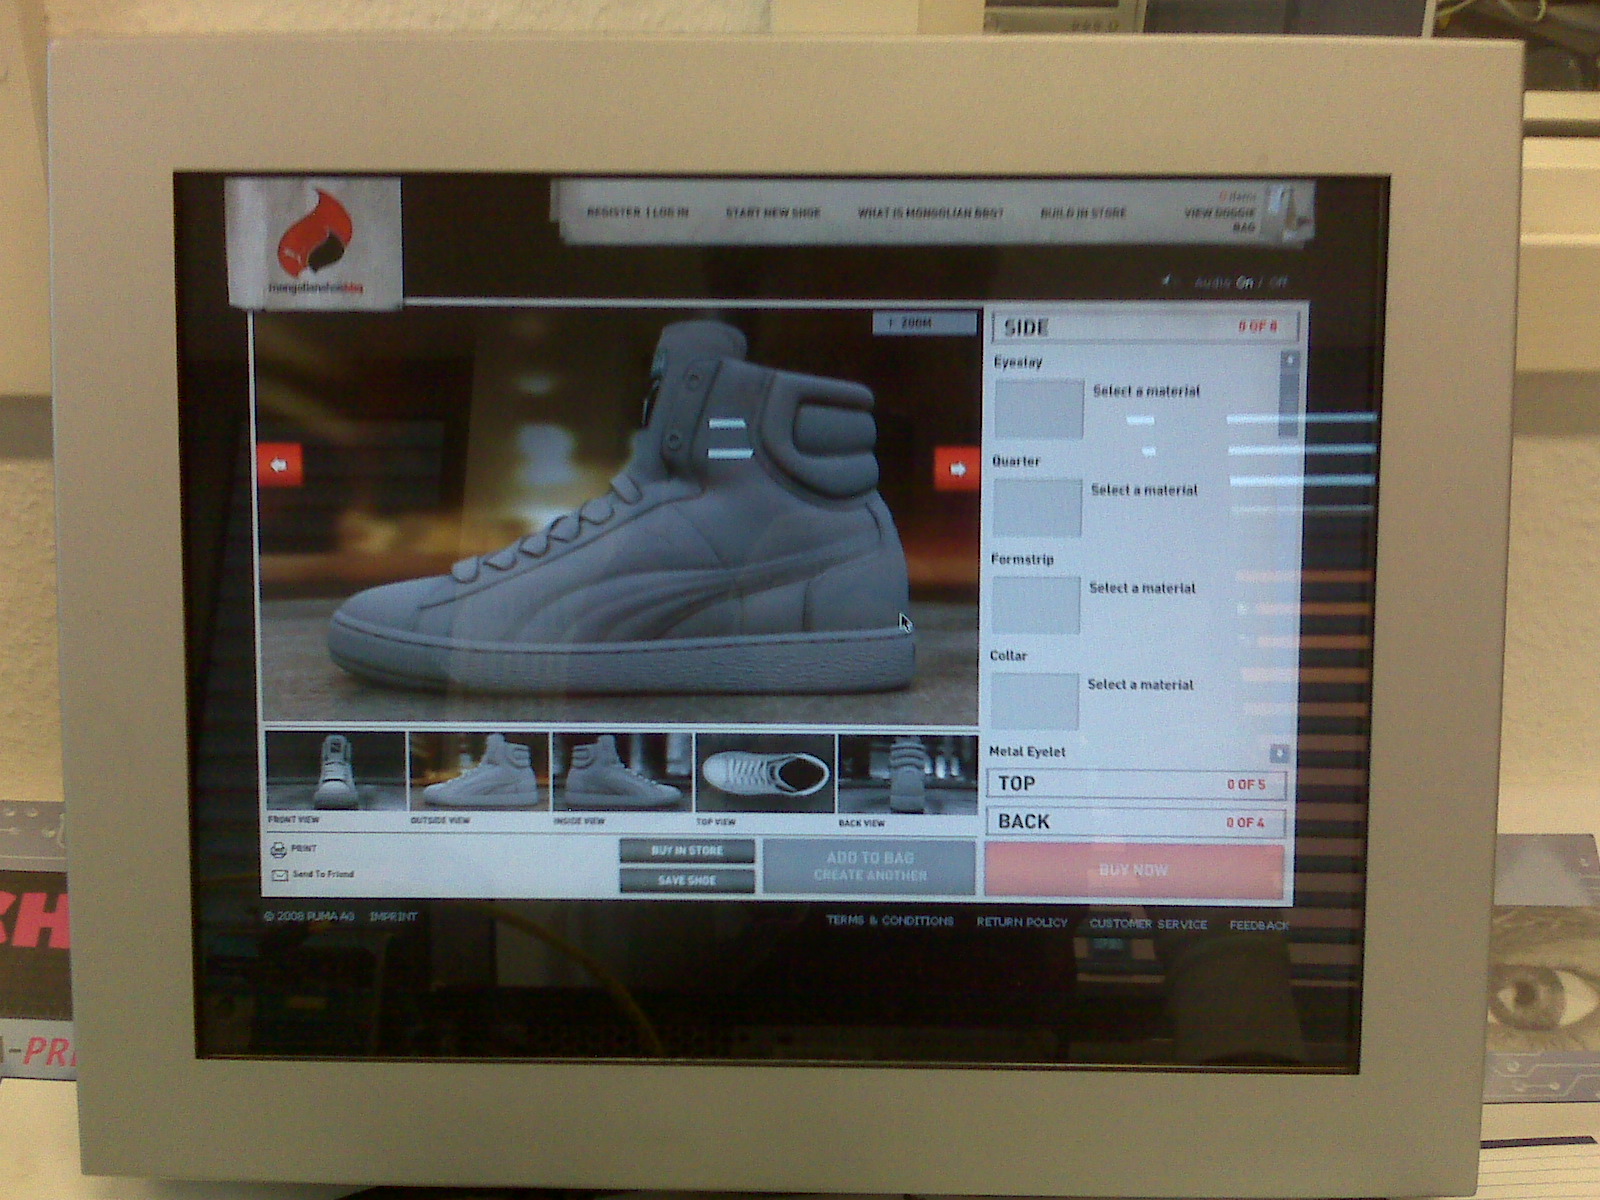 REGISTER | LOG IN
START NEW SHOE
WHAT IS MONGOLIAN BBQ?
BUILD IN STORE
0 items
VIEW DOGGIE
BAG
mongolianshoebbq
Audio On / Off
ZOOM
SIDE
0 OF 8
Eyestay
Select a material
Quarter
Select a material
Formstrip
Select a material
Collar
Select a material
Metal Eyelet
TOP
0 OF 5
BACK
0 OF 4
FRONT VIEW
OUTSIDE VIEW
INSIDE VIEW
TOP VIEW
BACK VIEW
PRINT
Send To Friend
BUY IN STORE
SAVE SHOE
ADD TO BAG
CREATE ANOTHER
BUY NOW
© 2008 PUMA AG
IMPRINT
TERMS & CONDITIONS
RETURN POLICY
CUSTOMER SERVICE
FEEDBACK